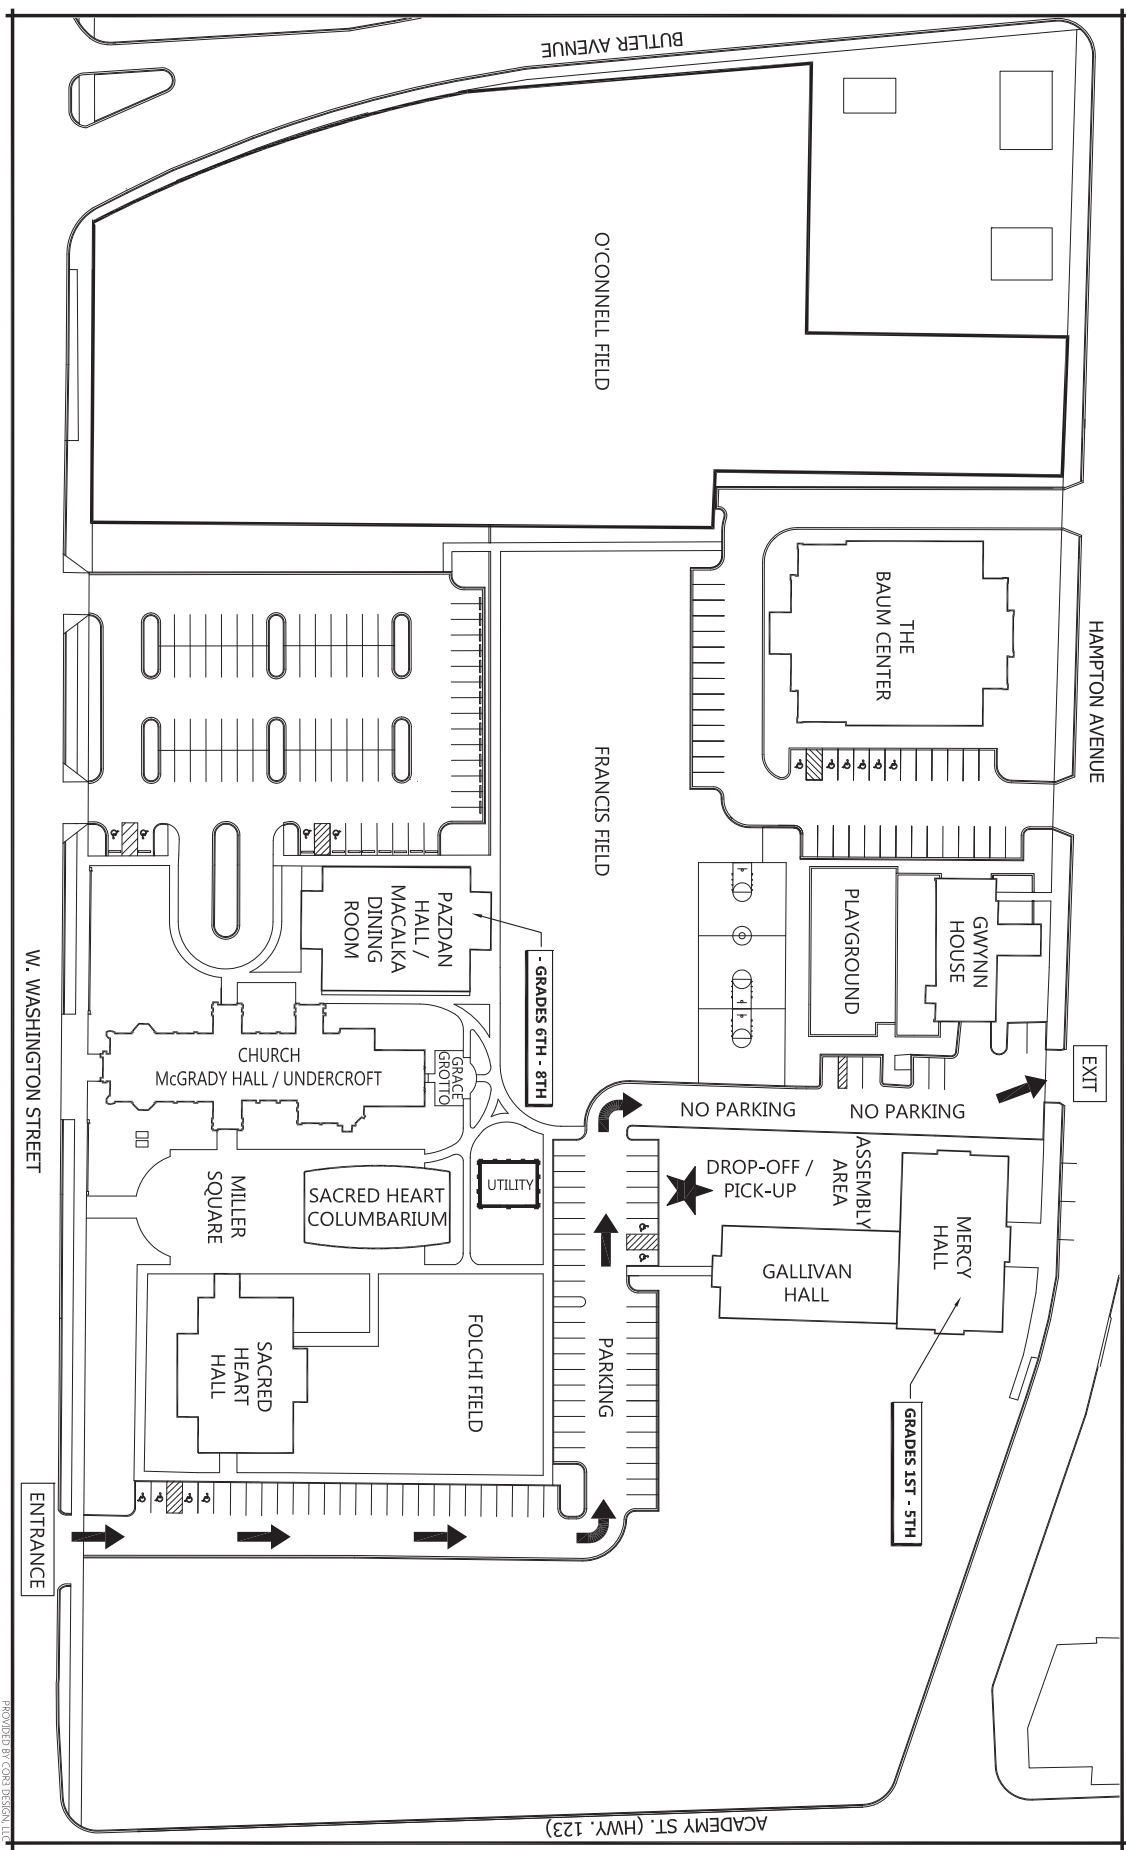 BUTLER AVENUE
O'CONNELL FIELD
HAMPTON AVENUE
THE
BAUM CENTER
FRANCIS FIELD
PLAYGROUND
GWYNN
HOUSE
PAZDAN
HALL /
MACALKA
DINING
ROOM
- GRADES 6TH - 8TH
W. WASHINGTON STREET
CHURCH
McGRADY HALL / UNDERCROFT
GRACE
GROTTO
EXIT
NO PARKING
NO PARKING
DROP-OFF /
PICK-UP
ASSEMBLY
AREA
UTILITY
MILLER
SQUARE
SACRED HEART
COLUMBARIUM
MERCY
HALL
GALLIVAN
HALL
SACRED
HEART
HALL
FOLCHI FIELD
PARKING
GRADES 1ST - 5TH
ENTRANCE
ACADEMY ST. (HWY. 123)
PROVIDED BY COR3 DESIGN, LLC